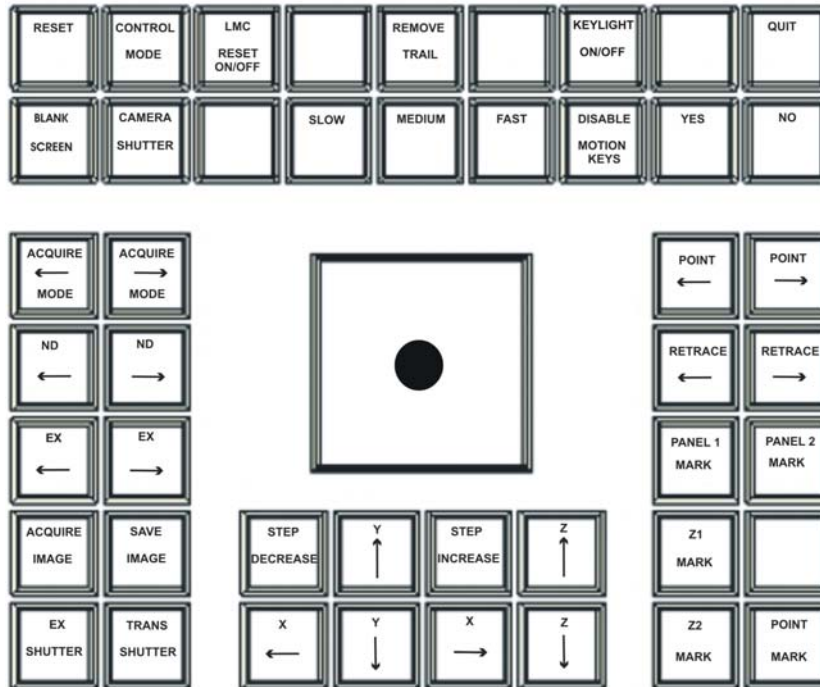 RESET
CONTROL
MODE
LMC
RESET
ON/OFF
REMOVE
TRAIL
KEYLIGHT
ON/OFF
QUIT
BLANK
SCREEN
CAMERA
SHUTTER
SLOW
MEDIUM
FAST
DISABLE
MOTION
KEYS
YES
NO
ACQUIRE
←
MODE
ACQUIRE
→
MODE
POINT
←
POINT
→
ND
←
ND
→
RETRACE
←
RETRACE
→
EX
←
EX
→
PANEL 1
MARK
PANEL 2
MARK
ACQUIRE
IMAGE
SAVE
IMAGE
STEP
DECREASE
Y
↑
STEP
INCREASE
Z
↑
Z1
MARK
EX
SHUTTER
TRANS
SHUTTER
X
←
Y
↓
X
→
Z
↓
Z2
MARK
POINT
MARK